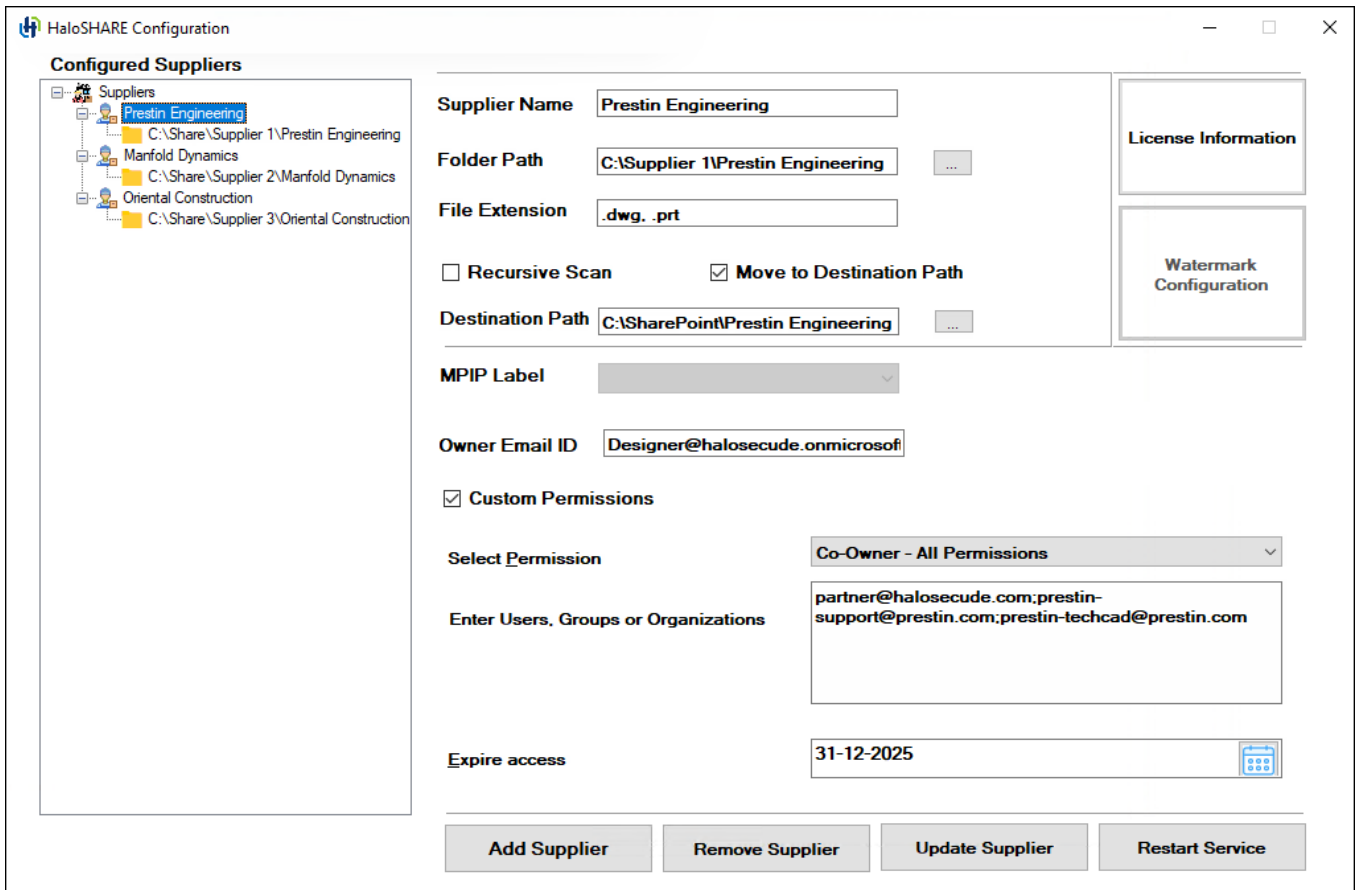 HaloSHARE Configuration
Configured Suppliers
Suppliers
Prestin Engineering
C:\Share\Supplier 1\Prestin Engineering
Manfold Dynamics
C:\Share\Supplier 2\Manfold Dynamics
Oriental Construction
C:\Share\Supplier 3\Oriental Construction
Supplier Name
Prestin Engineering
Folder Path
C:\Supplier 1\Prestin Engineering
...
File Extension
.dwg, .prt
Recursive Scan
Move to Destination Path
Destination Path
C:\SharePoint\Prestin Engineering
...
License Information
Watermark
Configuration
MPIP Label
Owner Email ID
Designer@halosecude.onmicrosoft
Custom Permissions
Select Permission
Co-Owner - All Permissions
Enter Users, Groups or Organizations
partner@halosecude.com;prestin-
support@prestin.com;prestin-techcad@prestin.com
Expire access
31-12-2025
Add Supplier
Remove Supplier
Update Supplier
Restart Service